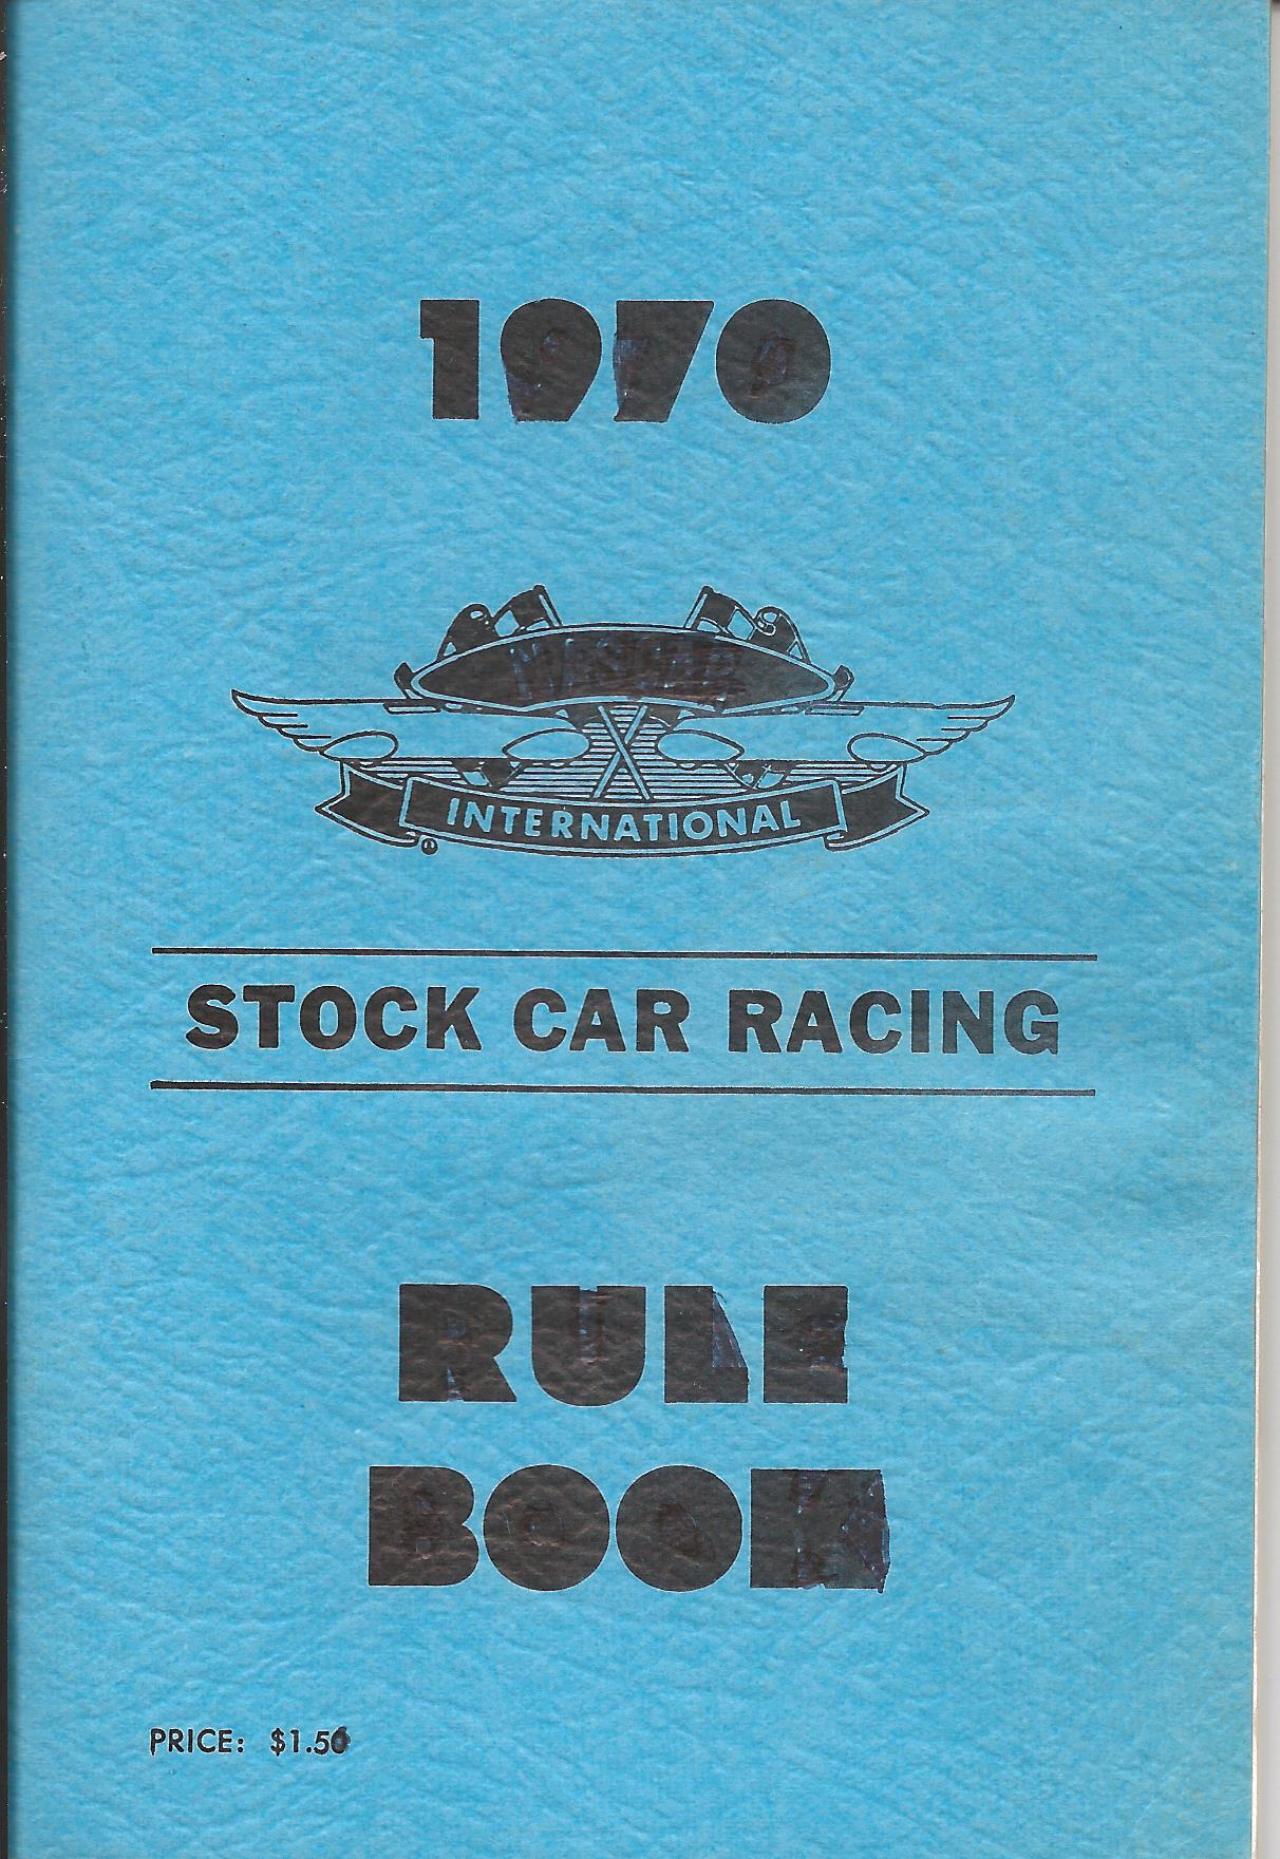 1970
INTERNATIONAL
STOCK CAR RACING
RULE
BOOK
PRICE: $1.50